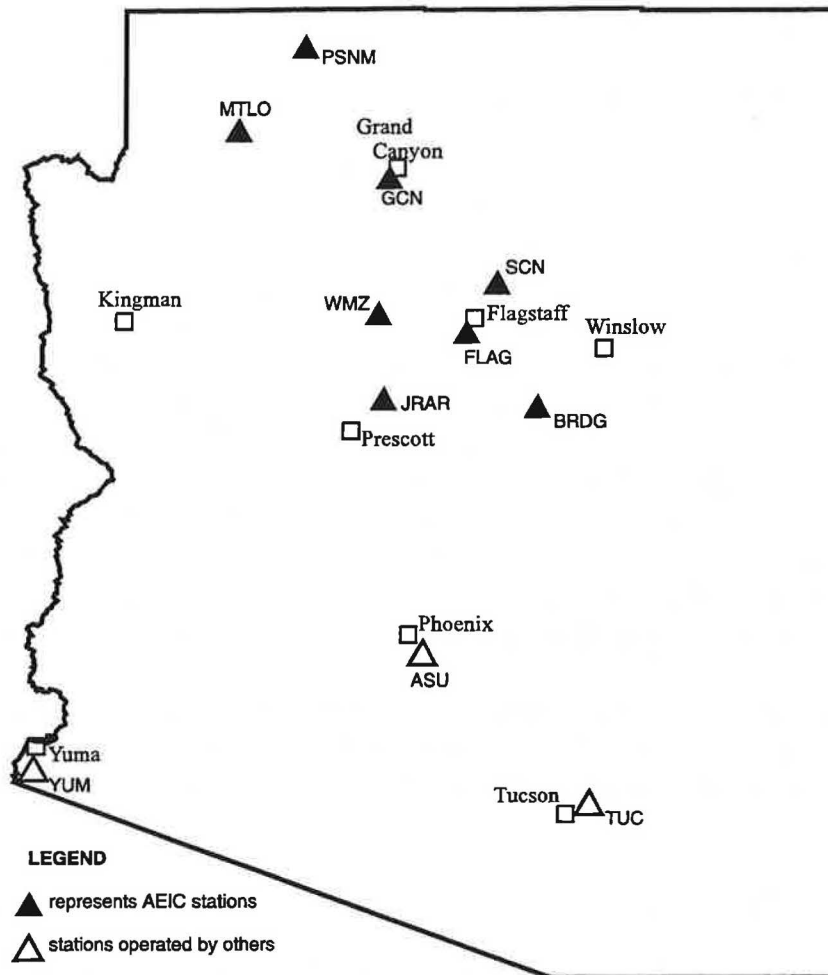 PSNM
MTLO
Grand
Canyon
GCN
SCN
Kingman
WMZ
Flagstaff
Winslow
FLAG
JRAR
BRDG
Prescott
Phoenix
ASU
Yuma
YUM
Tucson
TUC
LEGEND
represents AEIC stations
stations operated by others